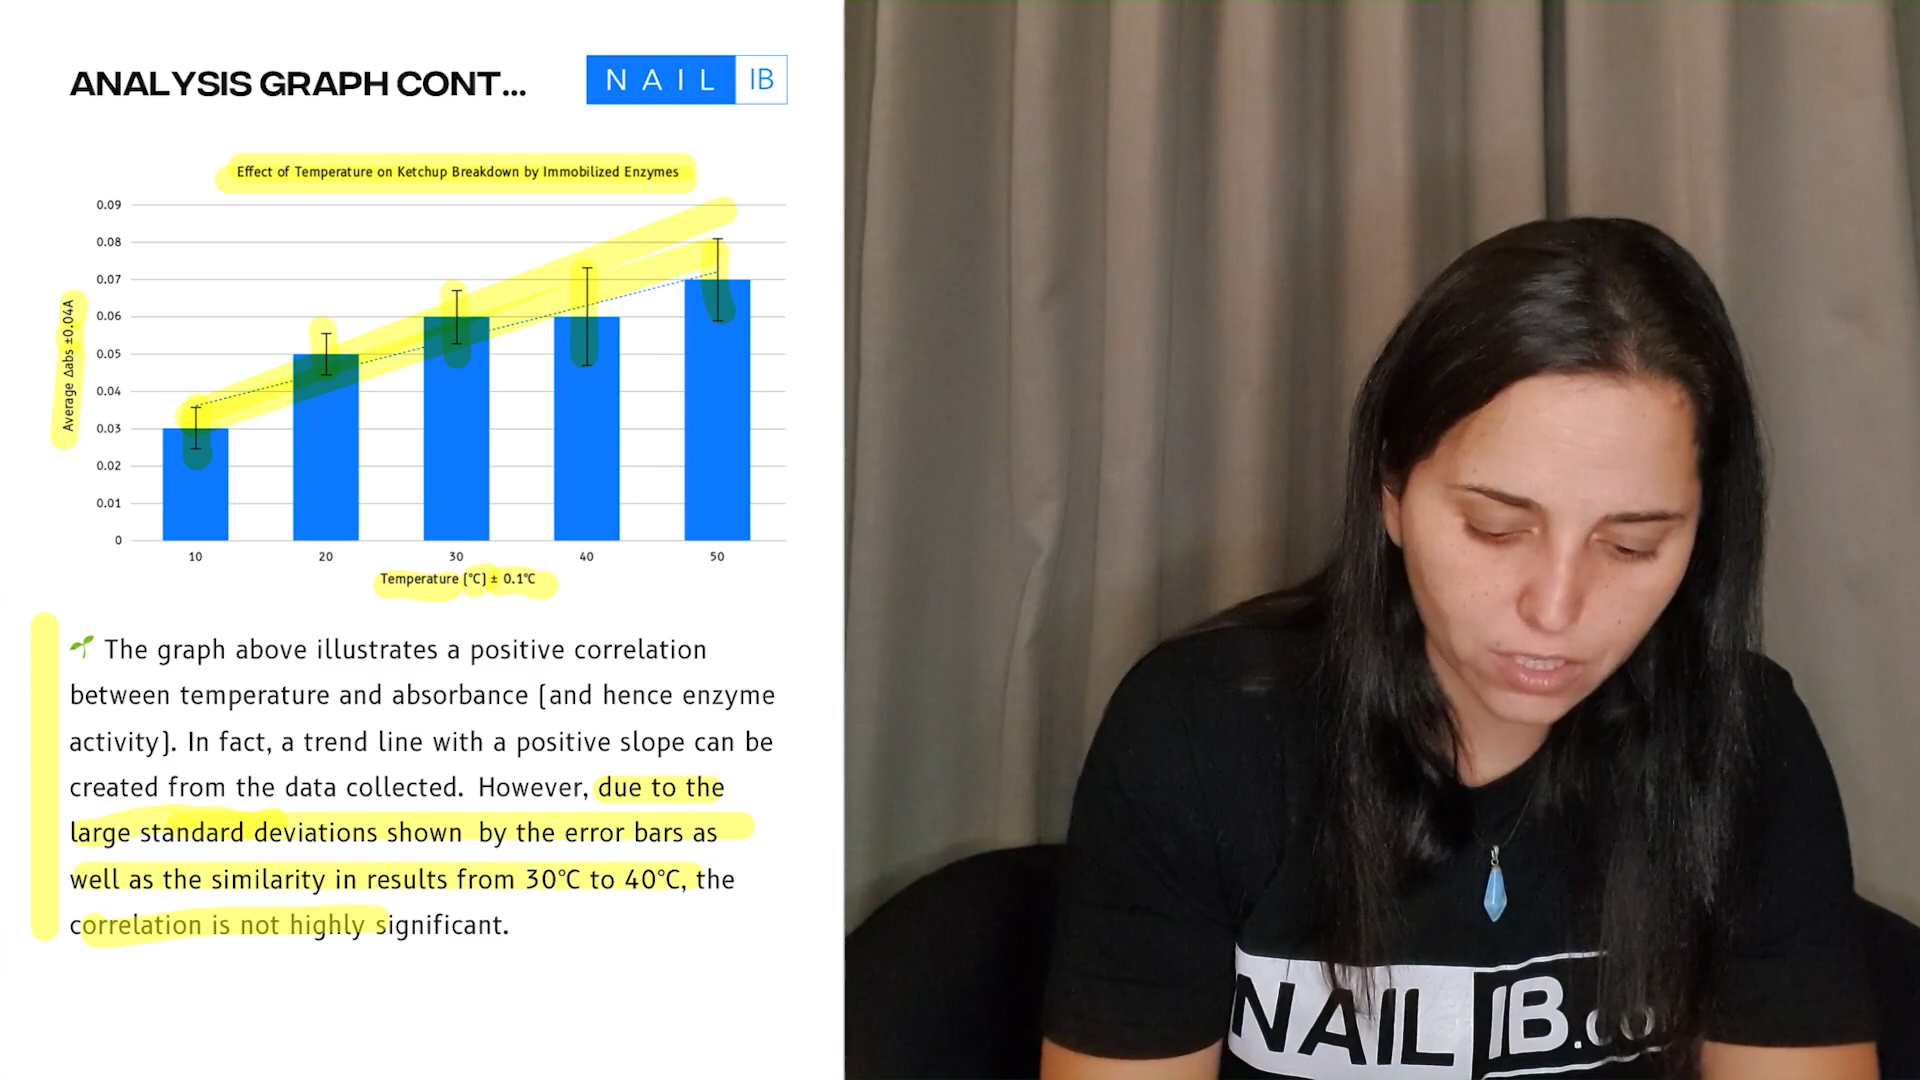 ANALYSIS GRAPH CONT...
NAIL IB
Effect of Temperature on Ketchup Breakdown by Immobilized Enzymes
0.09
0.08
0.07
0.06
0.05
0.04
0.03
0.02
0.01
0
Average Δabs ±0.04A
10 20 30 40 50
Temperature (°C) ± 0.1°C
The graph above illustrates a positive correlation
between temperature and absorbance (and hence enzyme
activity). In fact, a trend line with a positive slope can be
created from the data collected. However, due to the
large standard deviations shown by the error bars as
well as the similarity in results from 30°C to 40°C, the
correlation is not highly significant.
NAIL IB.co